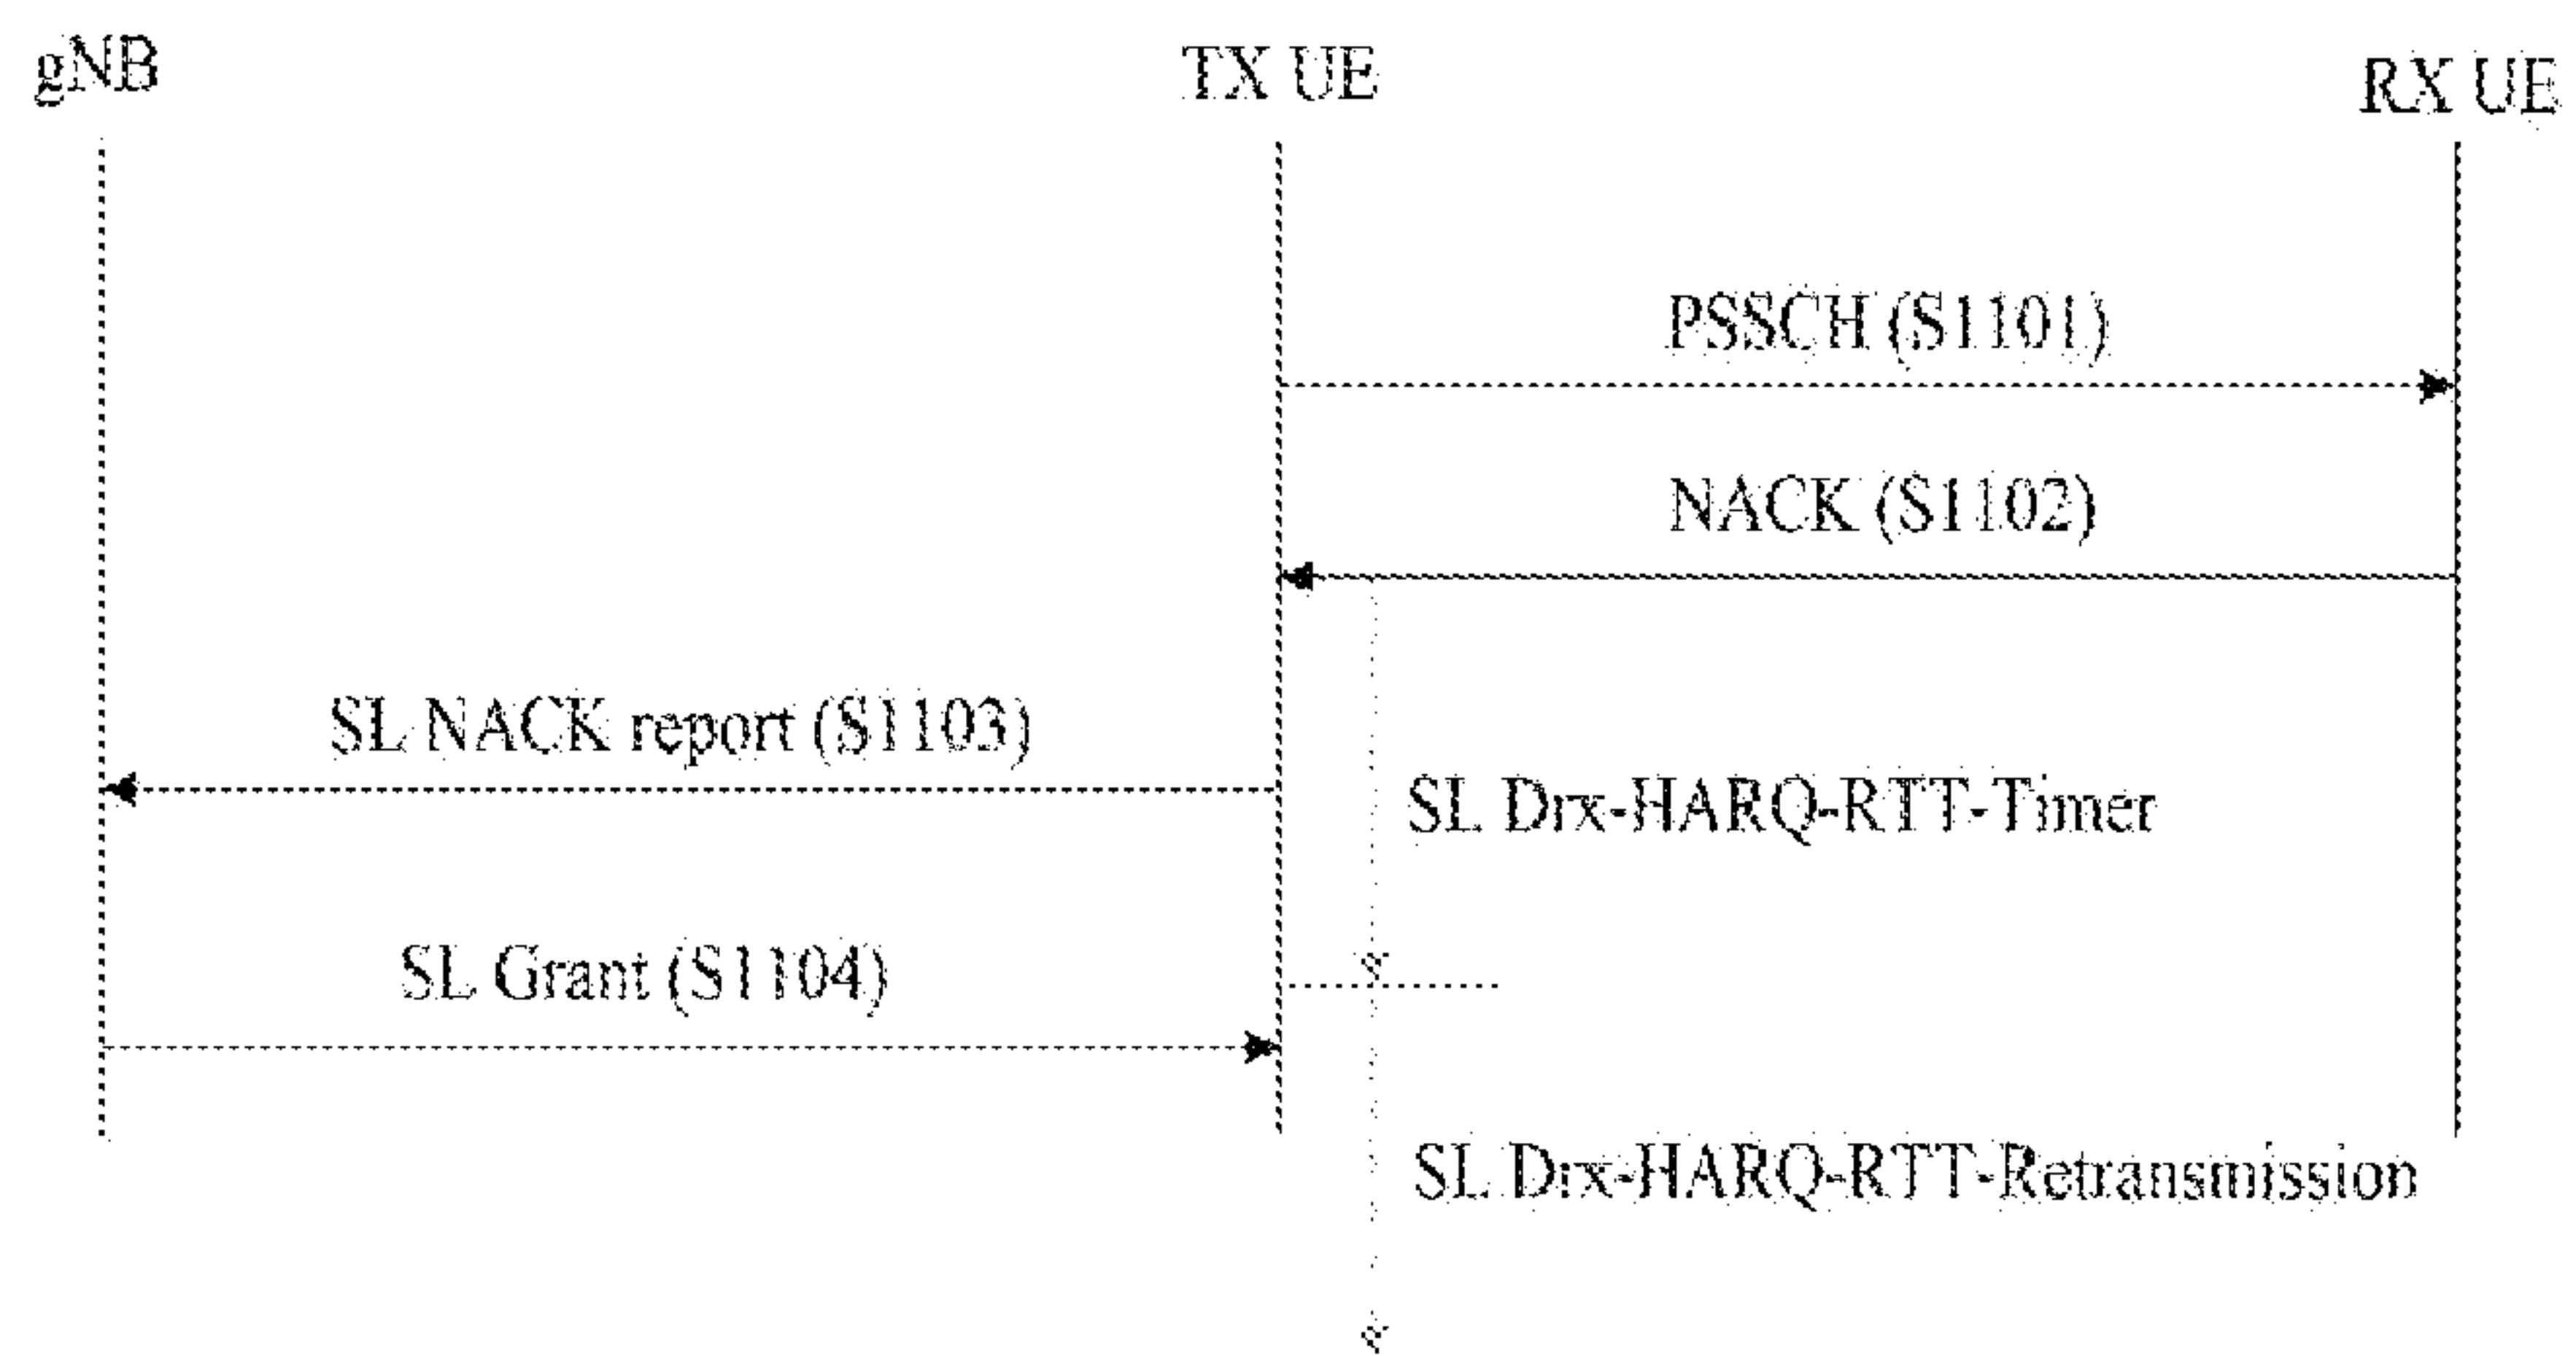 gNB
TX UE
RX UE
PSSCH (S1101)
NACK (S1102)
SL NACK report (S1103)
SL Drx-HARQ-RTT-Timer
SL Grant (S1104)
SL Drx-HARQ-RTT-Retransmission